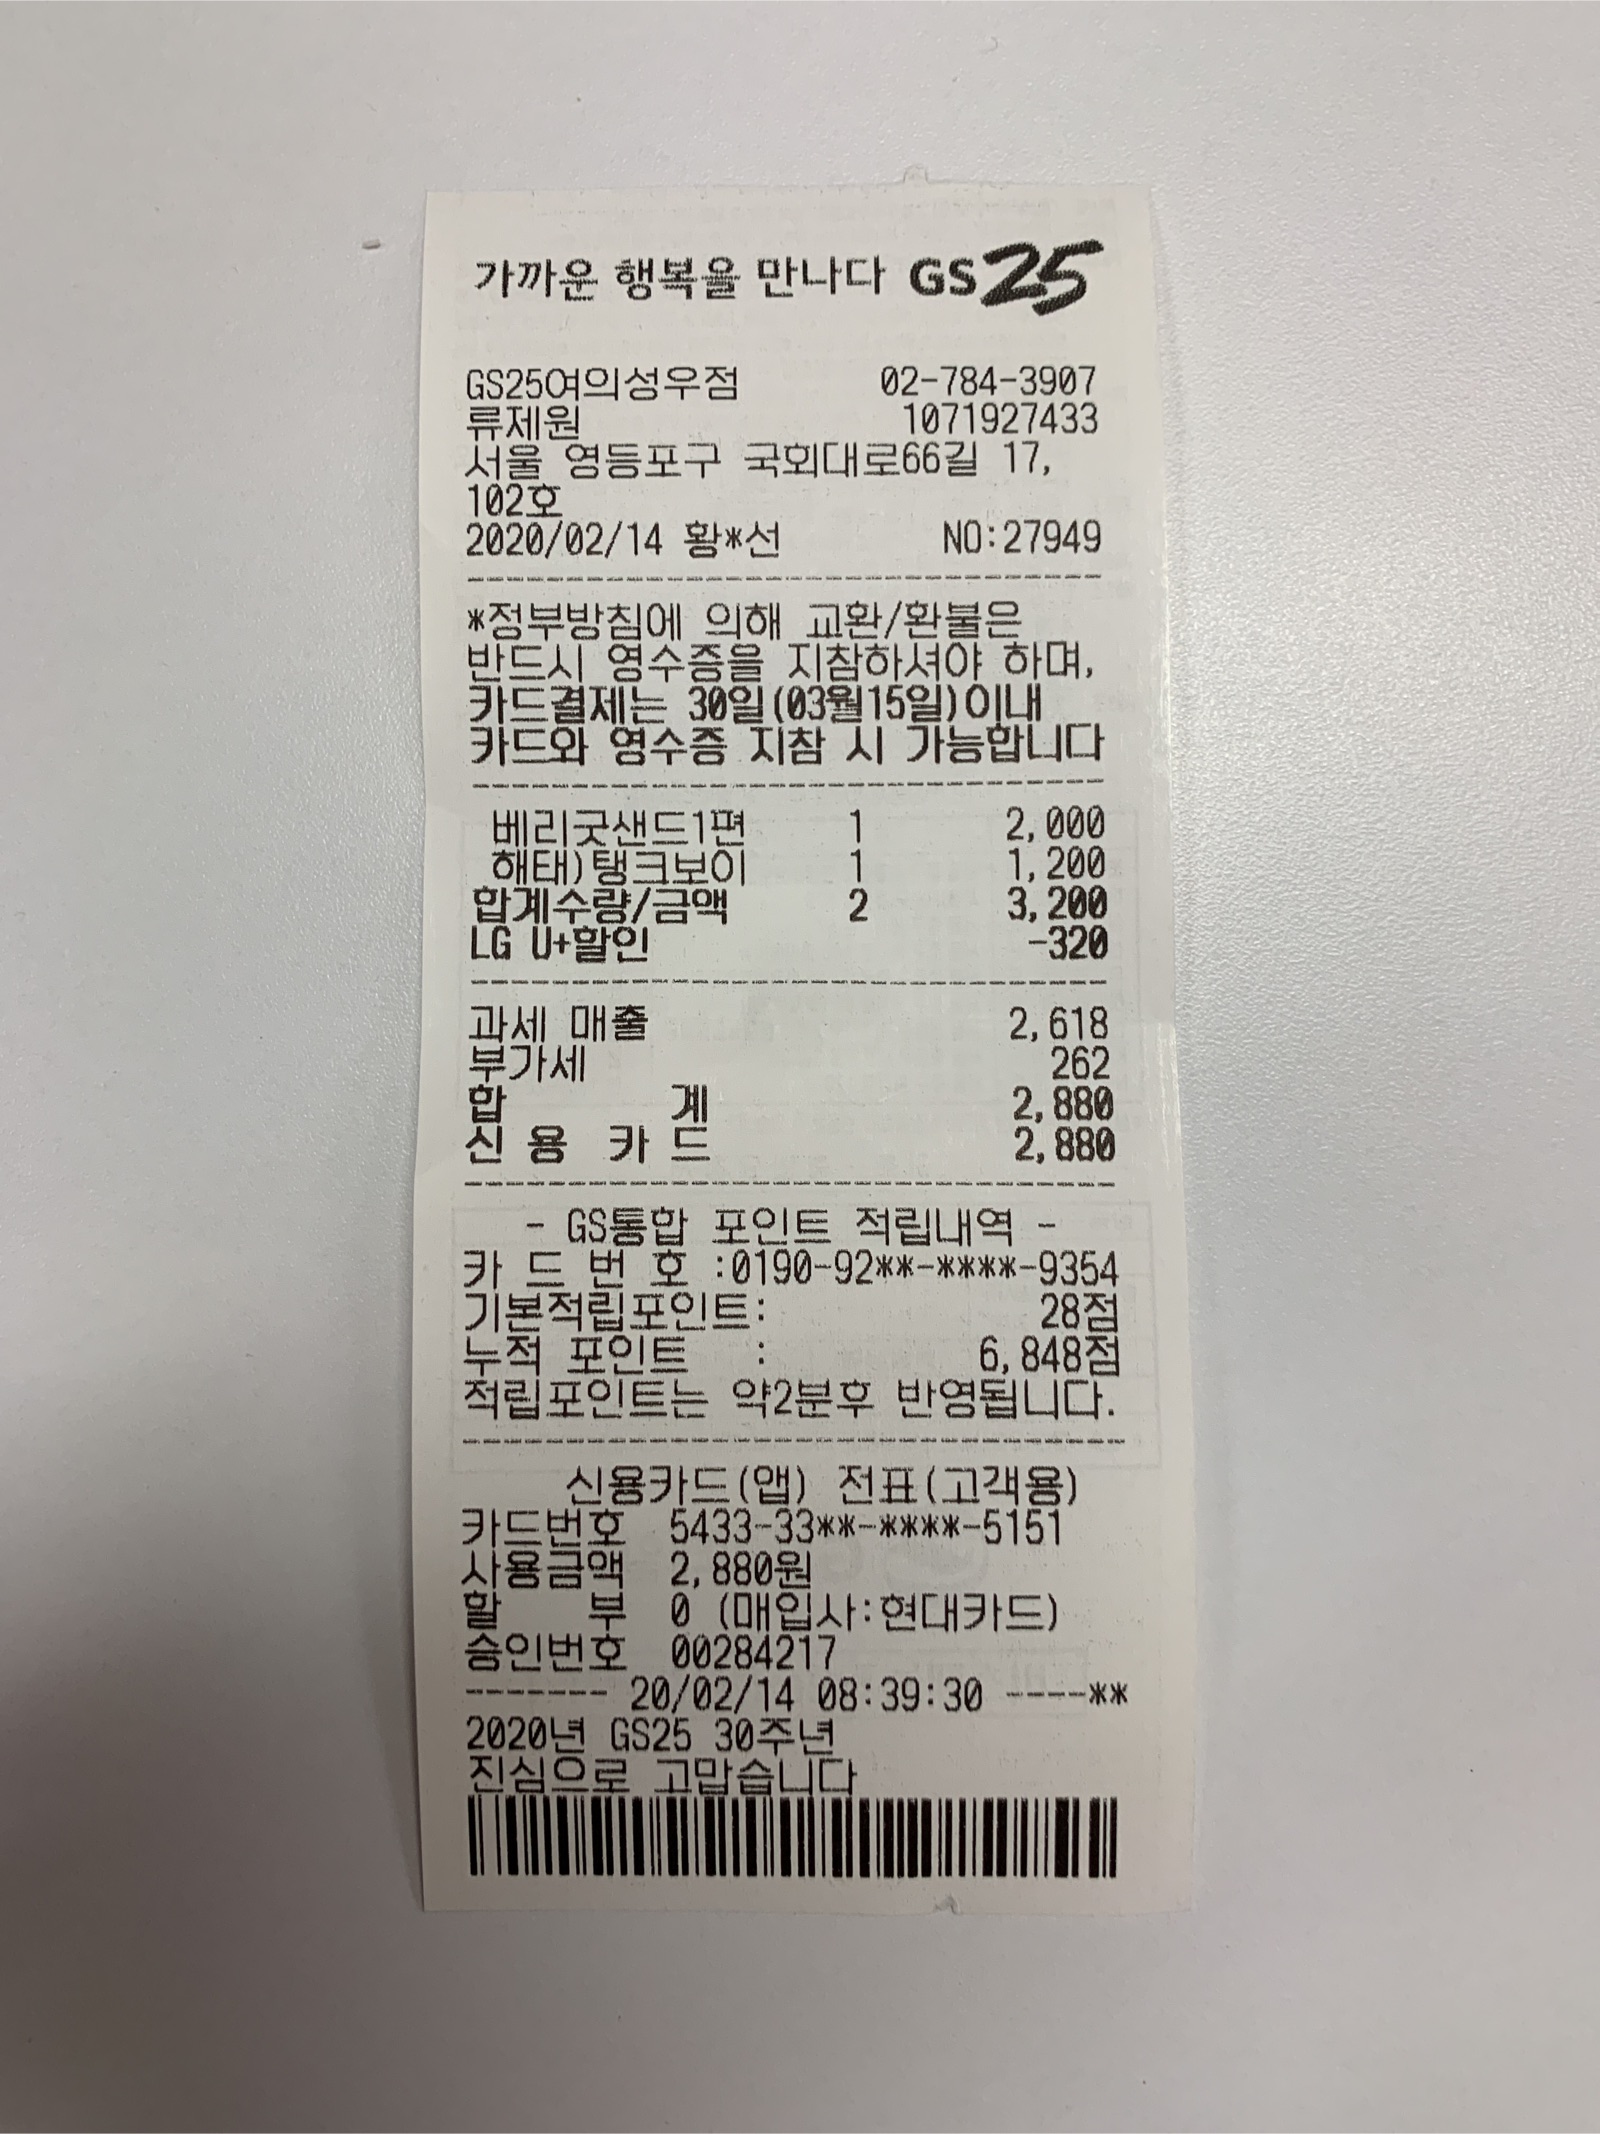 가까운 행복을 만나다 GS25
GS25여의성우점 02-784-3907
류제원 1071927433
서울 영등포구 국회대로66길 17,
102호
2020/02/14 황*선 NO:27949
*정부방침에 의해 교환/환불은
반드시 영수증을 지참하셔야 하며,
카드결제는 30일(03월15일)이내
카드와 영수증 지참 시 가능합니다
베리굿샌드1편 1 2,000
해태)탱크보이 1 1,200
합계수량/금액 2 3,200
LG U+할인 -320
과세 매출 2,618
부가세 262
합 계 2,880
신 용 카 드 2,880
- GS통합 포인트 적립내역 -
카 드 번 호 :0190-92**-****-9354
기본적립포인트: 28점
누적 포인트 : 6,848점
적립포인트는 약2분후 반영됩니다.
신용카드(앱) 전표(고객용)
카드번호 5433-33**-****-5151
사용금액 2,880원
할 부 0 (매입사:현대카드)
승인번호 00284217
------- 20/02/14 08:39:30 ----**
2020년 GS25 30주년
진심으로 고맙습니다